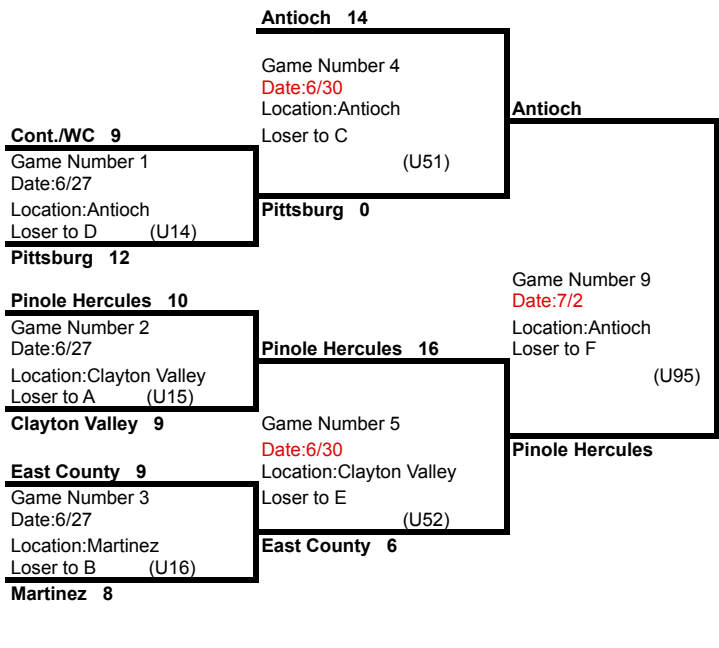 Antioch 14
Game Number 4
Date:6/30
Location:Antioch
Loser to C
(U51)
Pittsburg 0
Cont./WC 9
Game Number 1
Date:6/27
Location:Antioch
Loser to D (U14)
Pittsburg 12
Pinole Hercules 10
Game Number 2
Date:6/27
Location:Clayton Valley
Loser to A (U15)
Clayton Valley 9
East County 9
Game Number 3
Date:6/27
Location:Martinez
Loser to B (U16)
Martinez 8
Pinole Hercules 16
Game Number 5
Date:6/30
Location:Clayton Valley
Loser to E
(U52)
East County 6
Antioch
Game Number 9
Date:7/2
Location:Antioch
Loser to F
(U95)
Pinole Hercules